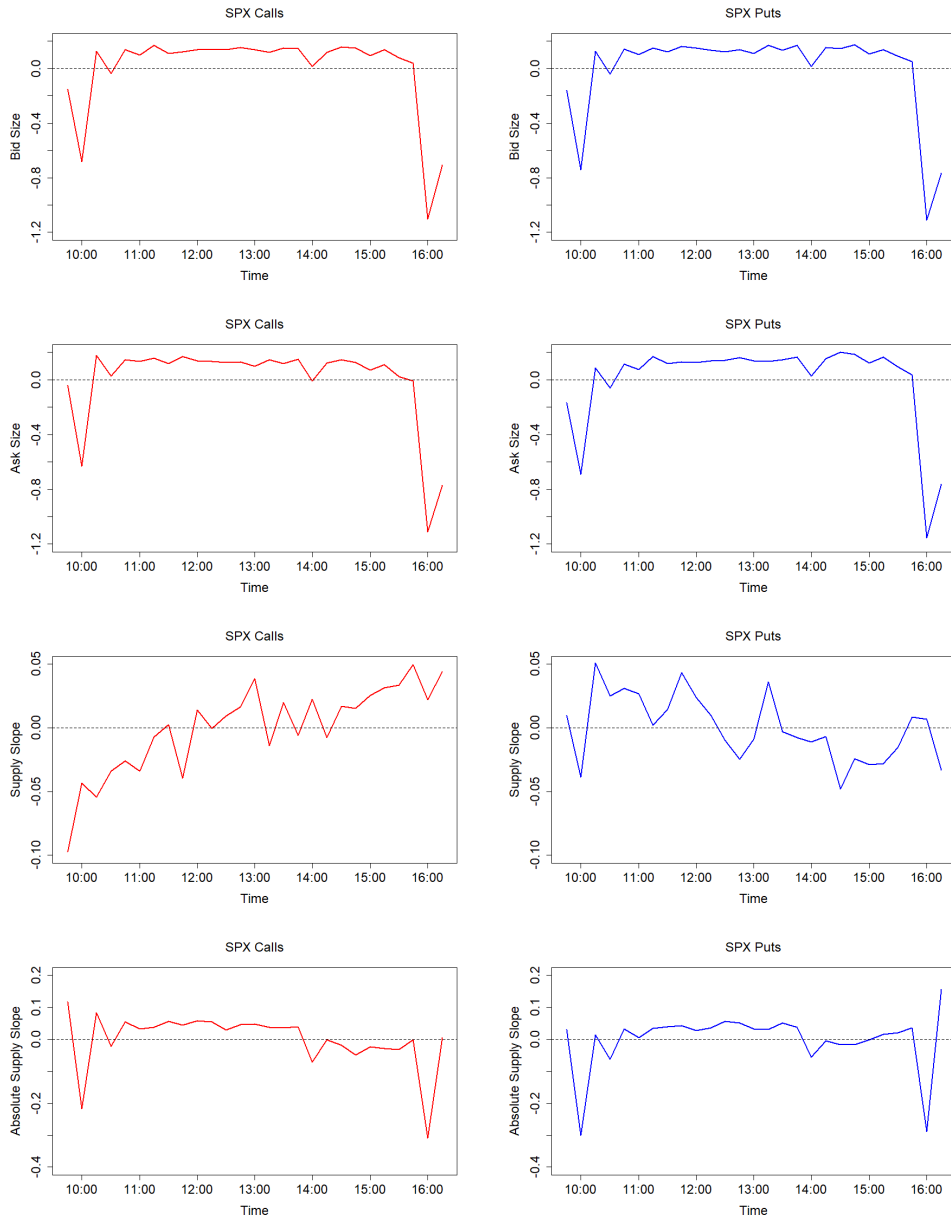 SPX Calls
0.0
-0.4
-0.8
-1.2
Bid Size
10:00 11:00 12:00 13:00 14:00 15:00 16:00
Time
SPX Puts
0.0
-0.4
-0.8
-1.2
Bid Size
10:00 11:00 12:00 13:00 14:00 15:00 16:00
Time
SPX Calls
0.0
-0.4
-0.8
-1.2
Ask Size
10:00 11:00 12:00 13:00 14:00 15:00 16:00
Time
SPX Puts
0.0
-0.4
-0.8
-1.2
Ask Size
10:00 11:00 12:00 13:00 14:00 15:00 16:00
Time
SPX Calls
0.05
0.00
-0.05
-0.10
Supply Slope
10:00 11:00 12:00 13:00 14:00 15:00 16:00
Time
SPX Puts
0.05
0.00
-0.05
-0.10
Supply Slope
10:00 11:00 12:00 13:00 14:00 15:00 16:00
Time
SPX Calls
0.2
0.1
0.0
-0.2
-0.4
Absolute Supply Slope
10:00 11:00 12:00 13:00 14:00 15:00 16:00
Time
SPX Puts
0.2
0.1
0.0
-0.2
-0.4
Absolute Supply Slope
10:00 11:00 12:00 13:00 14:00 15:00 16:00
Time